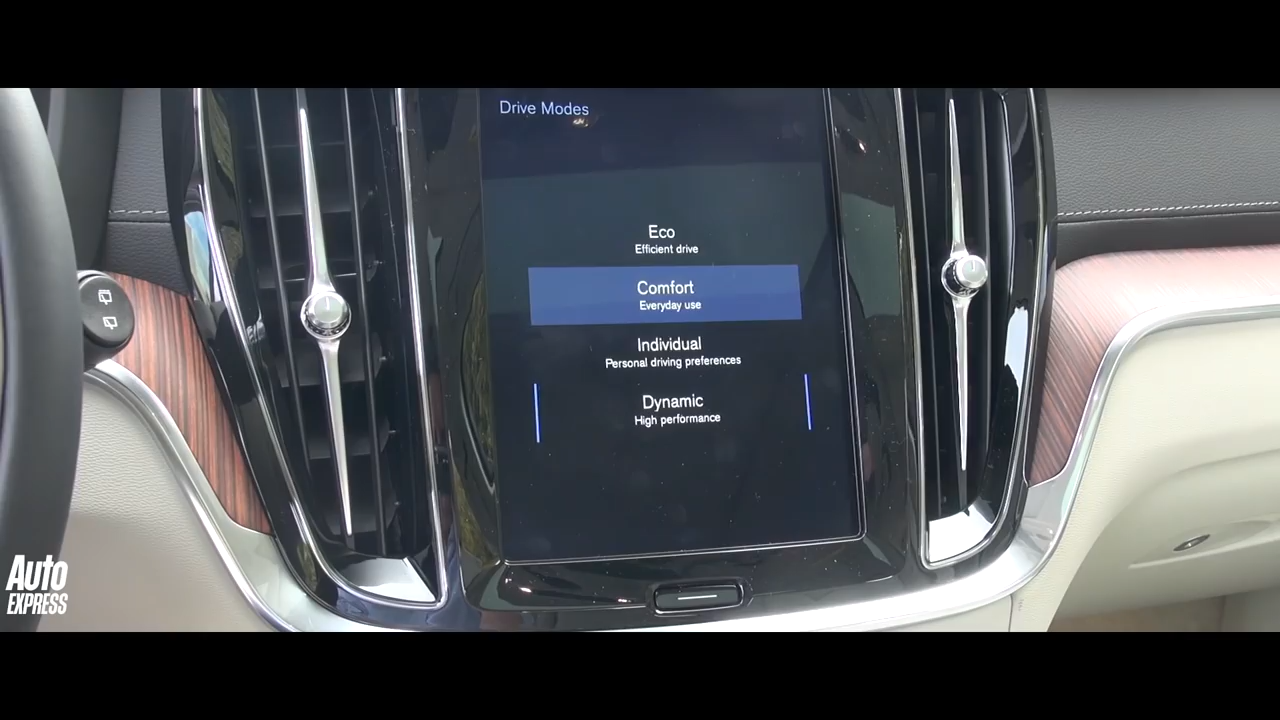 Drive Modes
Eco
Efficient drive
Comfort
Everyday use
Individual
Personal driving preferences
Dynamic
High performance
Auto
EXPRESS